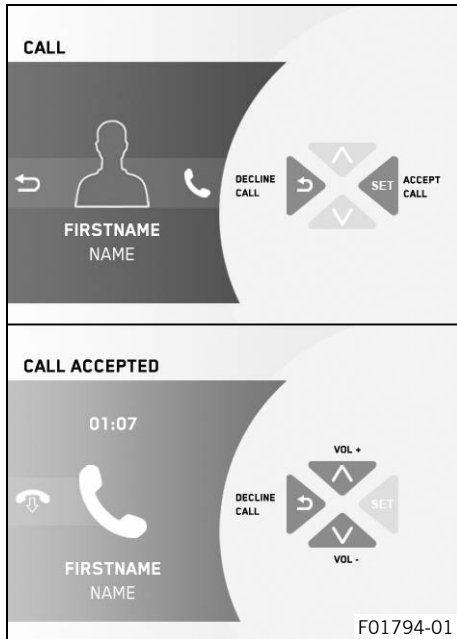 CALL
DECLINE CALL
SET
ACCEPT CALL
FIRSTNAME
NAME
CALL ACCEPTED
01:07
VOL +
DECLINE CALL
SET
VOL -
FIRSTNAME
NAME
F01794-01